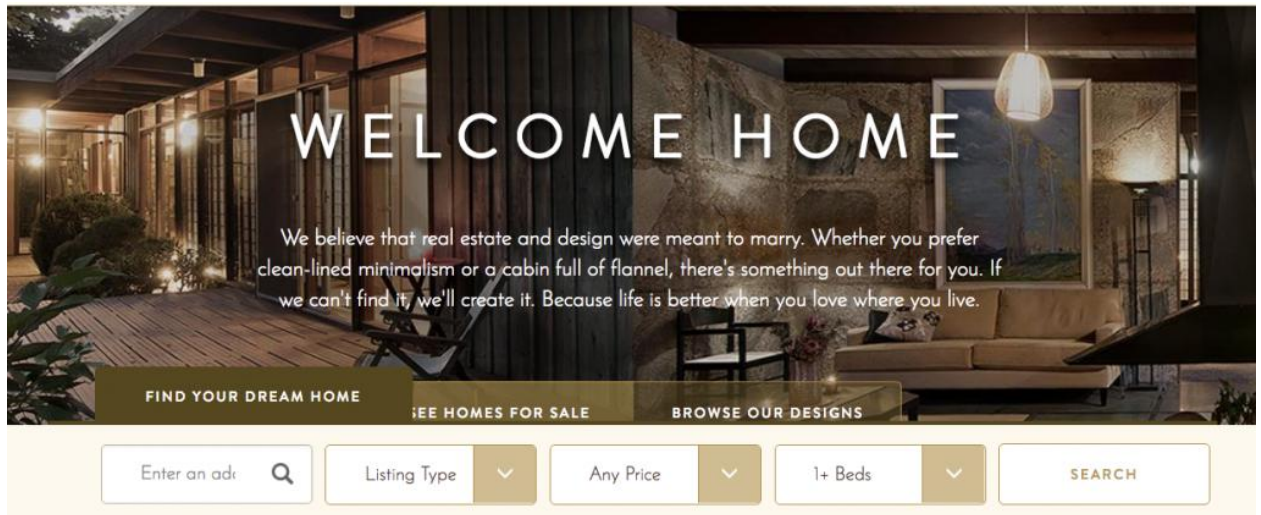 WELCOME HOME
We believe that real estate and design were meant to marry. Whether you prefer
clean-lined minimalism or a cabin full of flannel, there's something out there for you. If
we can't find it, we'll create it. Because life is better when you love where you live.
FIND YOUR DREAM HOME
SEE HOMES FOR SALE
BROWSE OUR DESIGNS
Enter an add
Listing Type
Any Price
1+ Beds
SEARCH